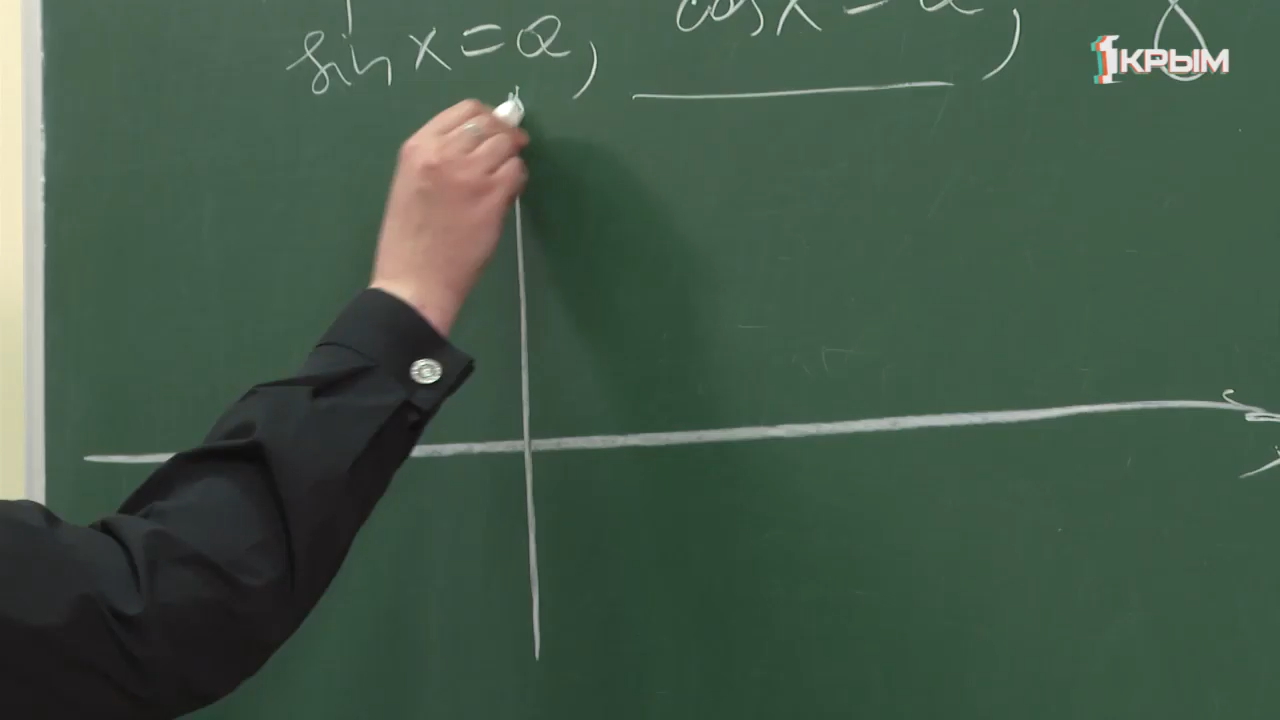 sin x = a, cos x = a,
1КРЫМ
x